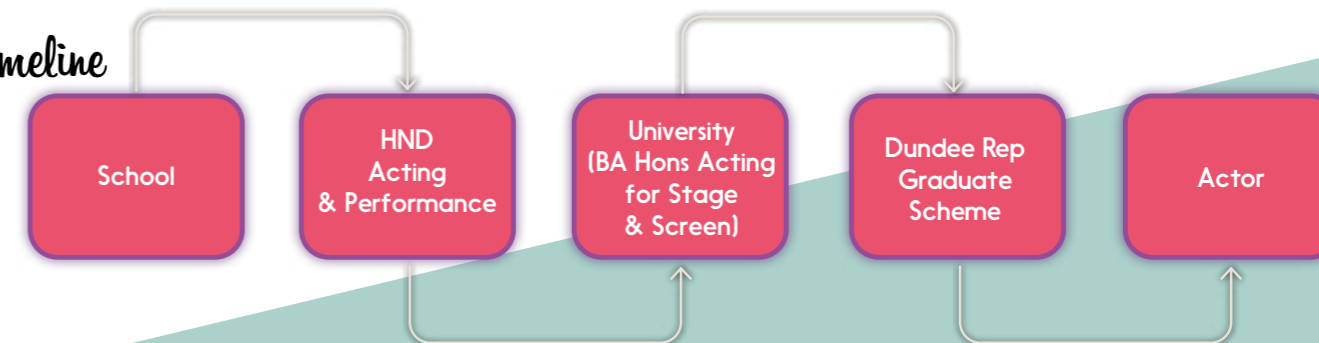 meline
School
HND
Acting
& Performance
University
(BA Hons Acting
for Stage
& Screen)
Dundee Rep
Graduate
Scheme
Actor